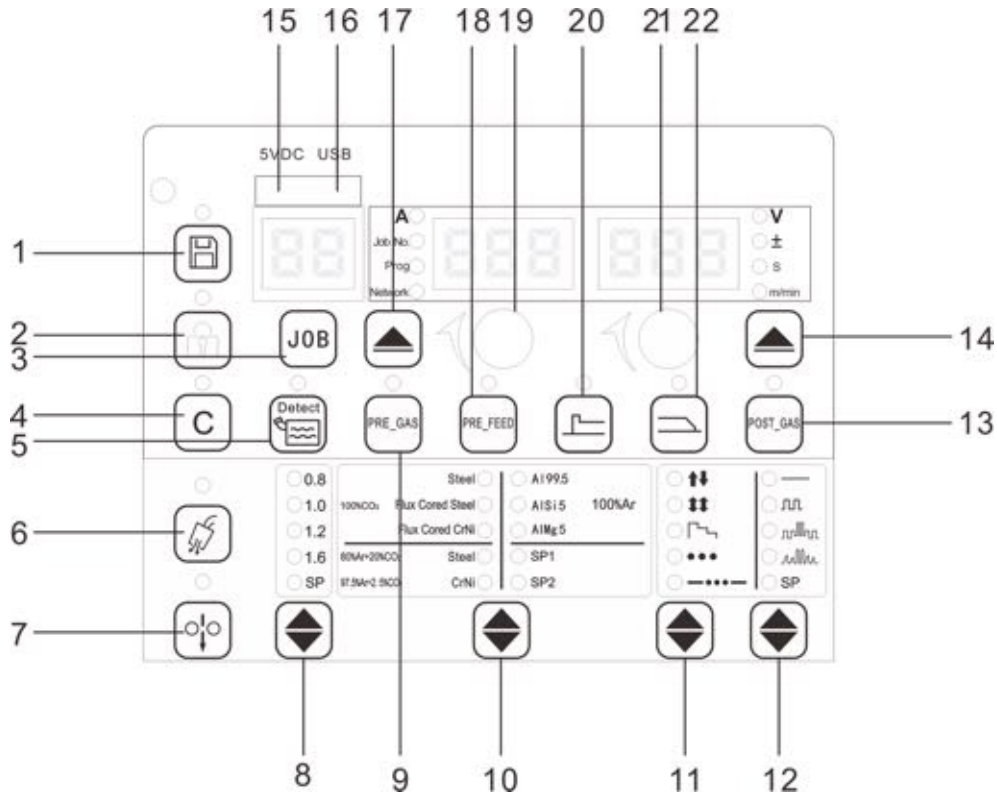 15 16 17 18 19 20 21 22
5VDC USB
A
V
Job No.
±
Prog
S
Network
m/min
1
2
3
JOB
14
4
C
5
Detect
PRE_GAS
PRE_FEED
POST_GAS
13
0.8
Steel
Al99.5
1.0
100%CO₂
Flux Cored Steel
AlSi5
100%Ar
1.2
Flux Cored CrNi
AlMg5
1.6
80%Ar+20%CO₂
Steel
SP1
SP
97.5%Ar+2.5%CO₂
CrNi
SP2
SP
6
7
8 9 10 11 12